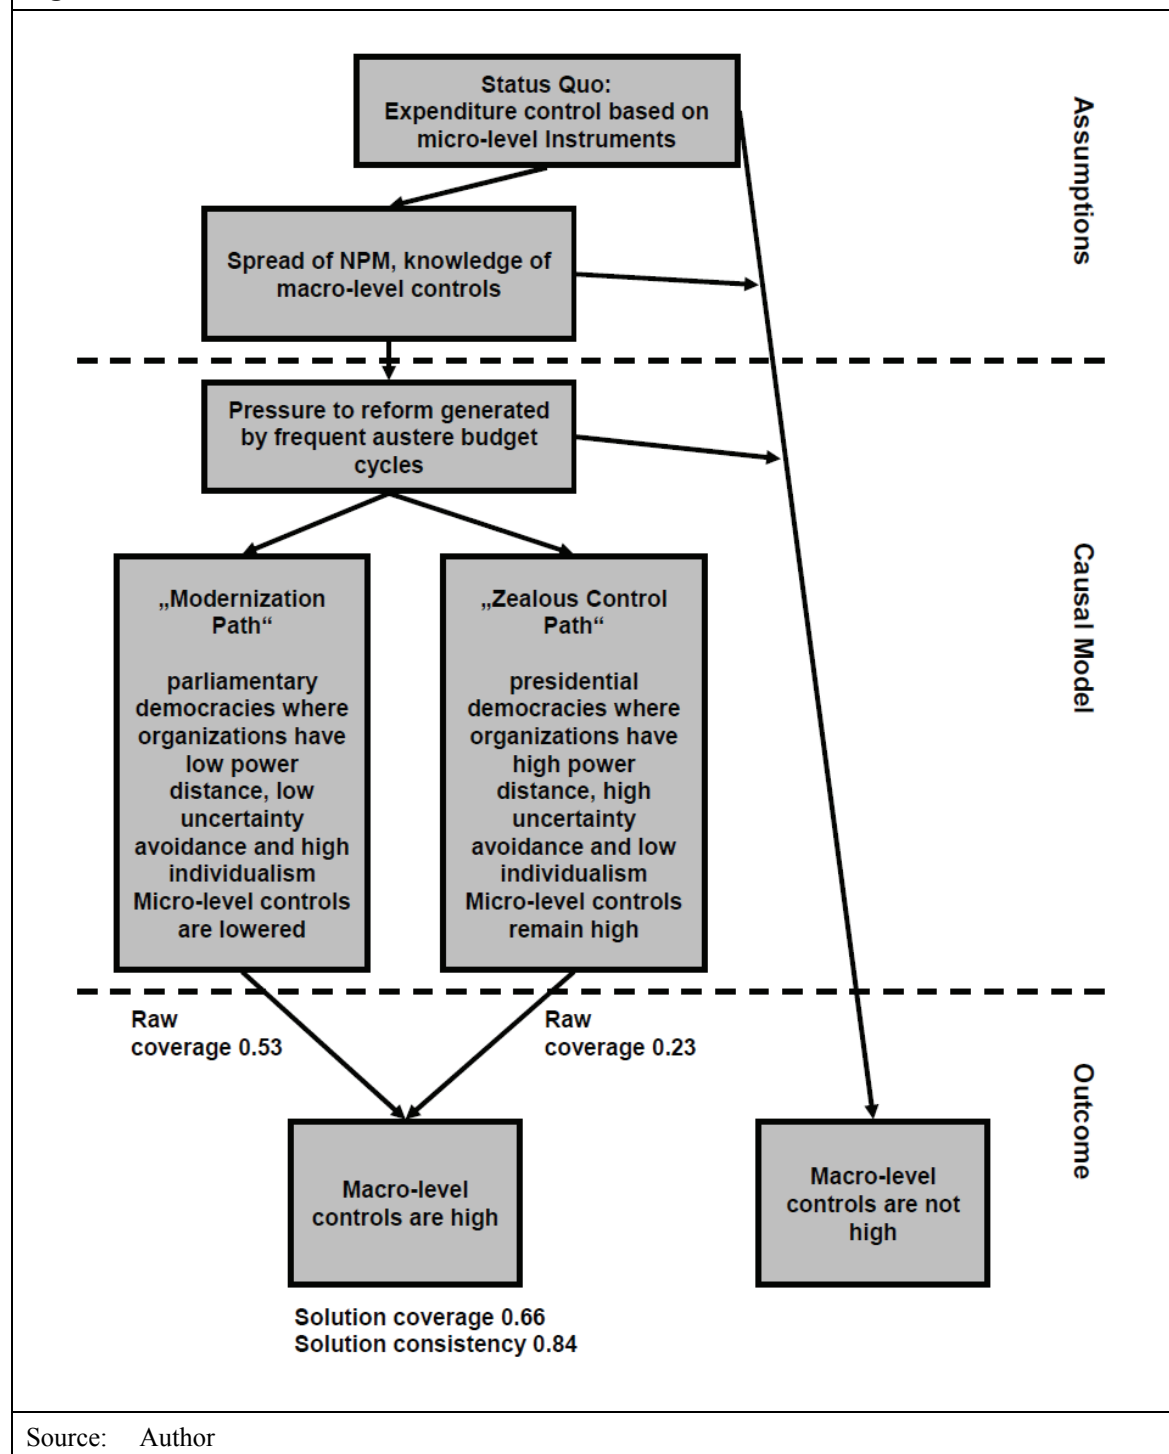 Status Quo:
Expenditure control based on
micro-level Instruments
Assumptions
Spread of NPM, knowledge of
macro-level controls
Pressure to reform generated
by frequent austere budget
cycles
Causal Model
„Modernization
Path“
parliamentary
democracies where
organizations have
low power
distance, low
uncertainty
avoidance and high
individualism
Micro-level controls
are lowered
„Zealous Control
Path“
presidential
democracies where
organizations have
high power
distance, high
uncertainty
avoidance and low
individualism
Micro-level controls
remain high
Raw
coverage 0.53
Raw
coverage 0.23
Outcome
Macro-level
controls are high
Macro-level
controls are not
high
Solution coverage 0.66
Solution consistency 0.84
Source: Author